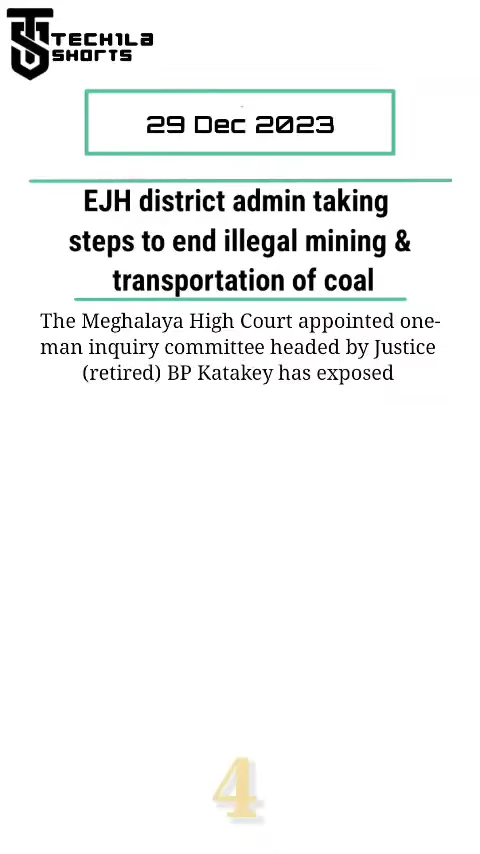 TECH1LA
SHORTS
29 Dec 2023
EJH district admin taking
steps to end illegal mining &
transportation of coal
The Meghalaya High Court appointed one-
man inquiry committee headed by Justice
(retired) BP Katakey has exposed
4